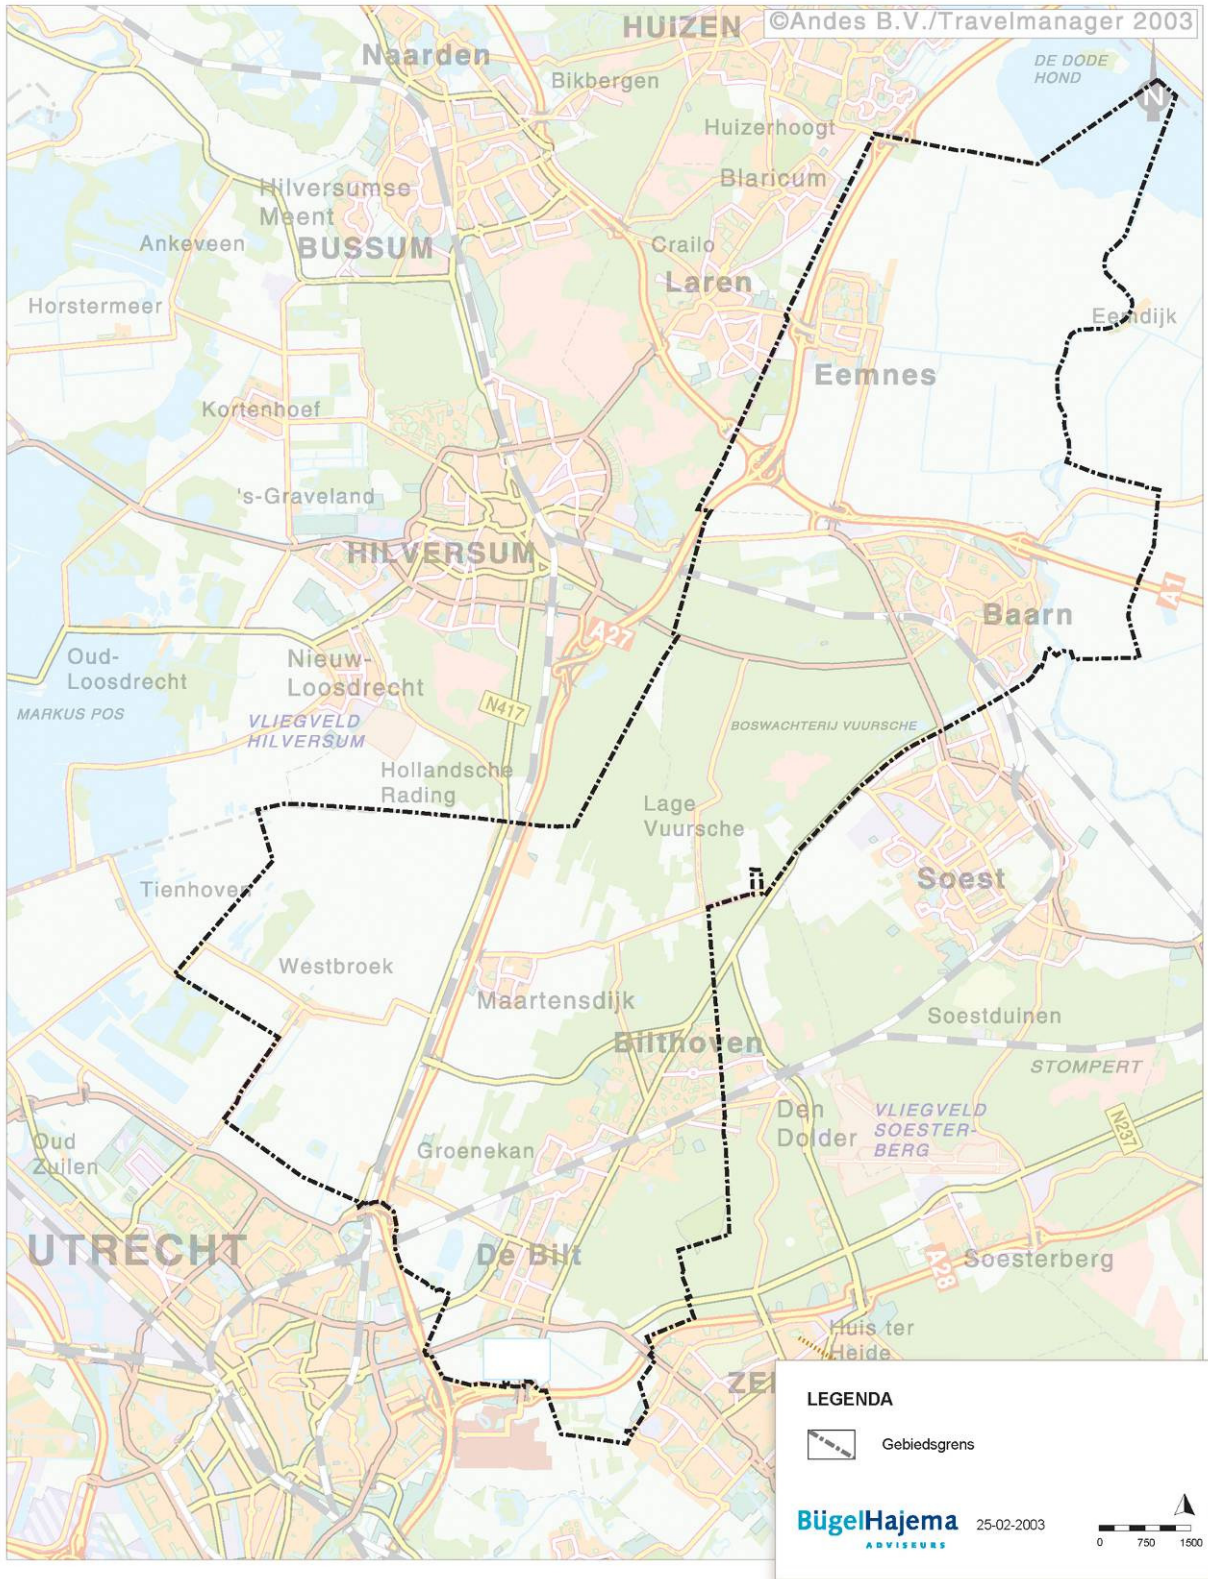 HUIZEN
©Andes B.V./Travelmanager 2003
Naarden
DE DODE
HOND
Bikbergen
N
Huizerhoogt
Blaricum
Hilversumse
Meent
Ankeveen
BUSSUM
Crailo
Laren
Horstermeer
Eemdijk
Eemnes
Kortenhoef
's-Graveland
HILVERSUM
A1
Baarn
A27
Oud-
Loosdrecht
Nieuw-
Loosdrecht
MARKUS POS
N417
VLIEGVELD
HILVERSUM
BOSWACHTERIJ VUURSCHE
Hollandsche
Rading
Lage
Vuursche
Tienhoven
Soest
Westbroek
Maartensdijk
Soestduinen
Bilthoven
STOMPERT
Den
Dolder
VLIEGVELD
SOESTER-
BERG
N237
Oud
Zuilen
Groenekan
UTRECHT
De Bilt
Soesterberg
A28
Huis ter
Heide
ZEI
LEGENDA
Gebiedsgrens
BügelHajema
ADVISEURS
25-02-2003
0 750 1500